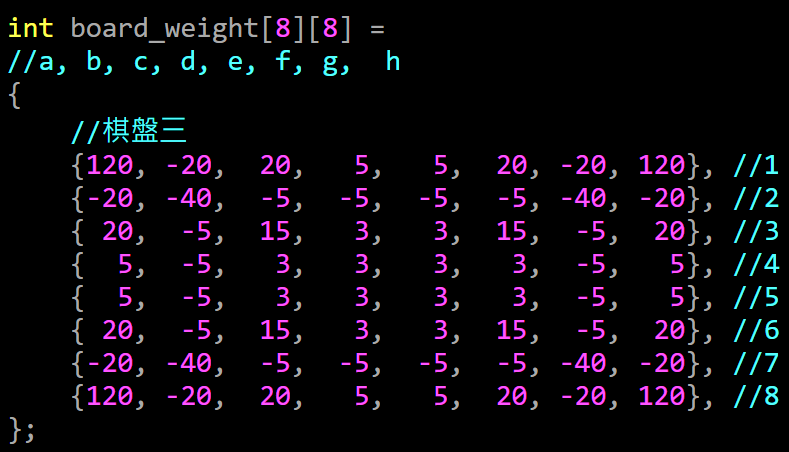 int board_weight[8][8] =
//a, b, c, d, e, f, g,  h
{
    //棋盤三
    {120, -20,  20,   5,   5,  20, -20, 120}, //1
    {-20, -40,  -5,  -5,  -5,  -5, -40, -20}, //2
    { 20,  -5,  15,   3,   3,  15,  -5,  20}, //3
    {  5,  -5,   3,   3,   3,   3,  -5,   5}, //4
    {  5,  -5,   3,   3,   3,   3,  -5,   5}, //5
    { 20,  -5,  15,   3,   3,  15,  -5,  20}, //6
    {-20, -40,  -5,  -5,  -5,  -5, -40, -20}, //7
    {120, -20,  20,   5,   5,  20, -20, 120}, //8
};